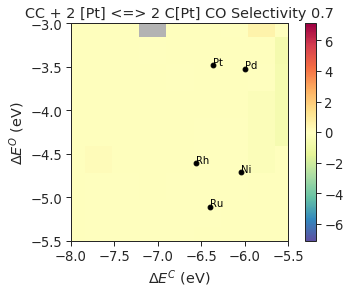 CC + 2 [Pt] <=> 2 C[Pt] CO Selectivity 0.7
−3.0
−3.5
−4.0
−4.5
−5.0
−5.5
ΔE^O (eV)
Pt
Pd
Rh
Ni
Ru
−8.0 −7.5 −7.0 −6.5 −6.0 −5.5
ΔE^C (eV)
6
4
2
0
−2
−4
−6